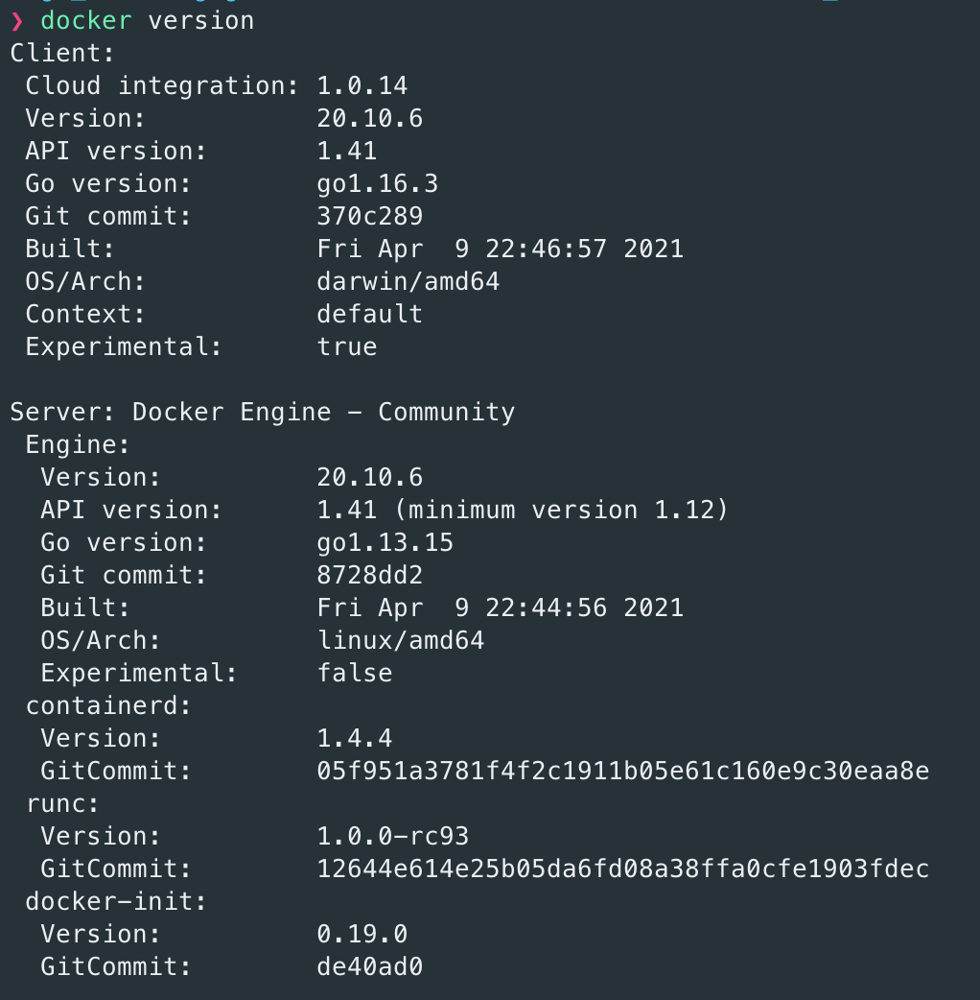 ❯ docker version
Client:
 Cloud integration: 1.0.14
 Version:           20.10.6
 API version:       1.41
 Go version:        go1.16.3
 Git commit:        370c289
 Built:             Fri Apr  9 22:46:57 2021
 OS/Arch:           darwin/amd64
 Context:           default
 Experimental:      true

Server: Docker Engine - Community
 Engine:
  Version:          20.10.6
  API version:      1.41 (minimum version 1.12)
  Go version:       go1.13.15
  Git commit:       8728dd2
  Built:            Fri Apr  9 22:44:56 2021
  OS/Arch:          linux/amd64
  Experimental:     false
 containerd:
  Version:          1.4.4
  GitCommit:        05f951a3781f4f2c1911b05e61c160e9c30eaa8e
 runc:
  Version:          1.0.0-rc93
  GitCommit:        12644e614e25b05da6fd08a38ffa0cfe1903fdec
 docker-init:
  Version:          0.19.0
  GitCommit:        de40ad0